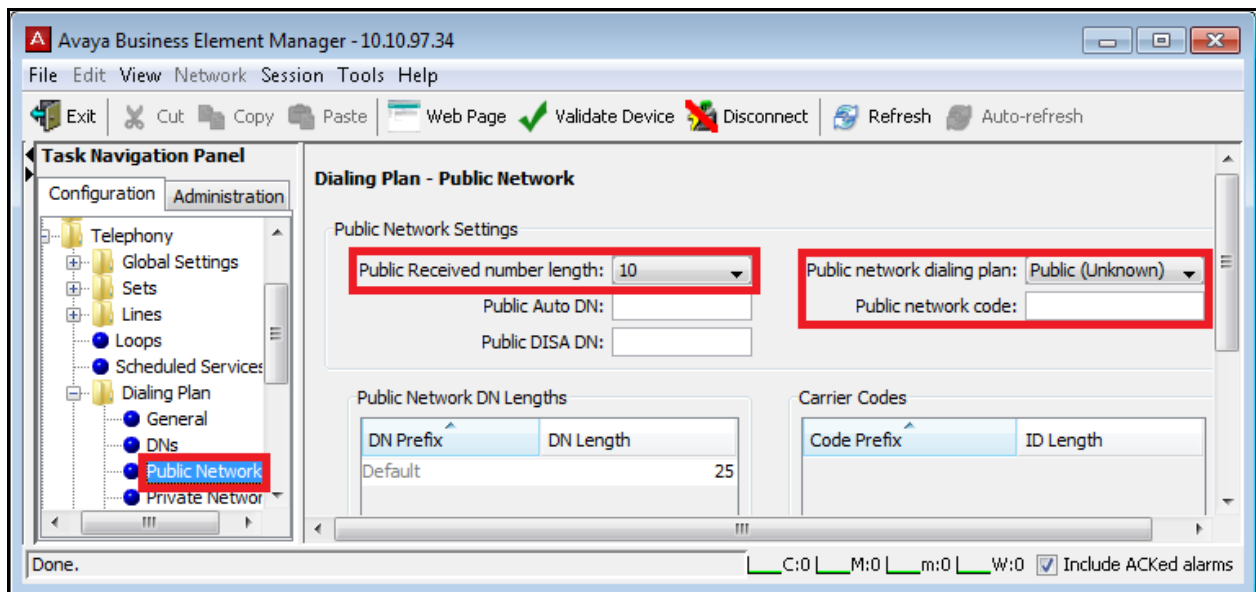 A Avaya Business Element Manager - 10.10.97.34
File Edit View Network Session Tools Help
Exit Cut Copy Paste Web Page Validate Device Disconnect Refresh Auto-refresh
Task Navigation Panel
Configuration Administration
Telephony
Global Settings
Sets
Lines
Loops
Scheduled Services
Dialing Plan
General
DNs
Public Network
Private Networ
Dialing Plan - Public Network
Public Network Settings
Public Received number length: 10
Public Auto DN:
Public DISA DN:
Public network dialing plan: Public (Unknown)
Public network code:
Public Network DN Lengths
DN Prefix DN Length
Default 25
Carrier Codes
Code Prefix ID Length
Done.
C:0 M:0 m:0 W:0 Include ACKed alarms